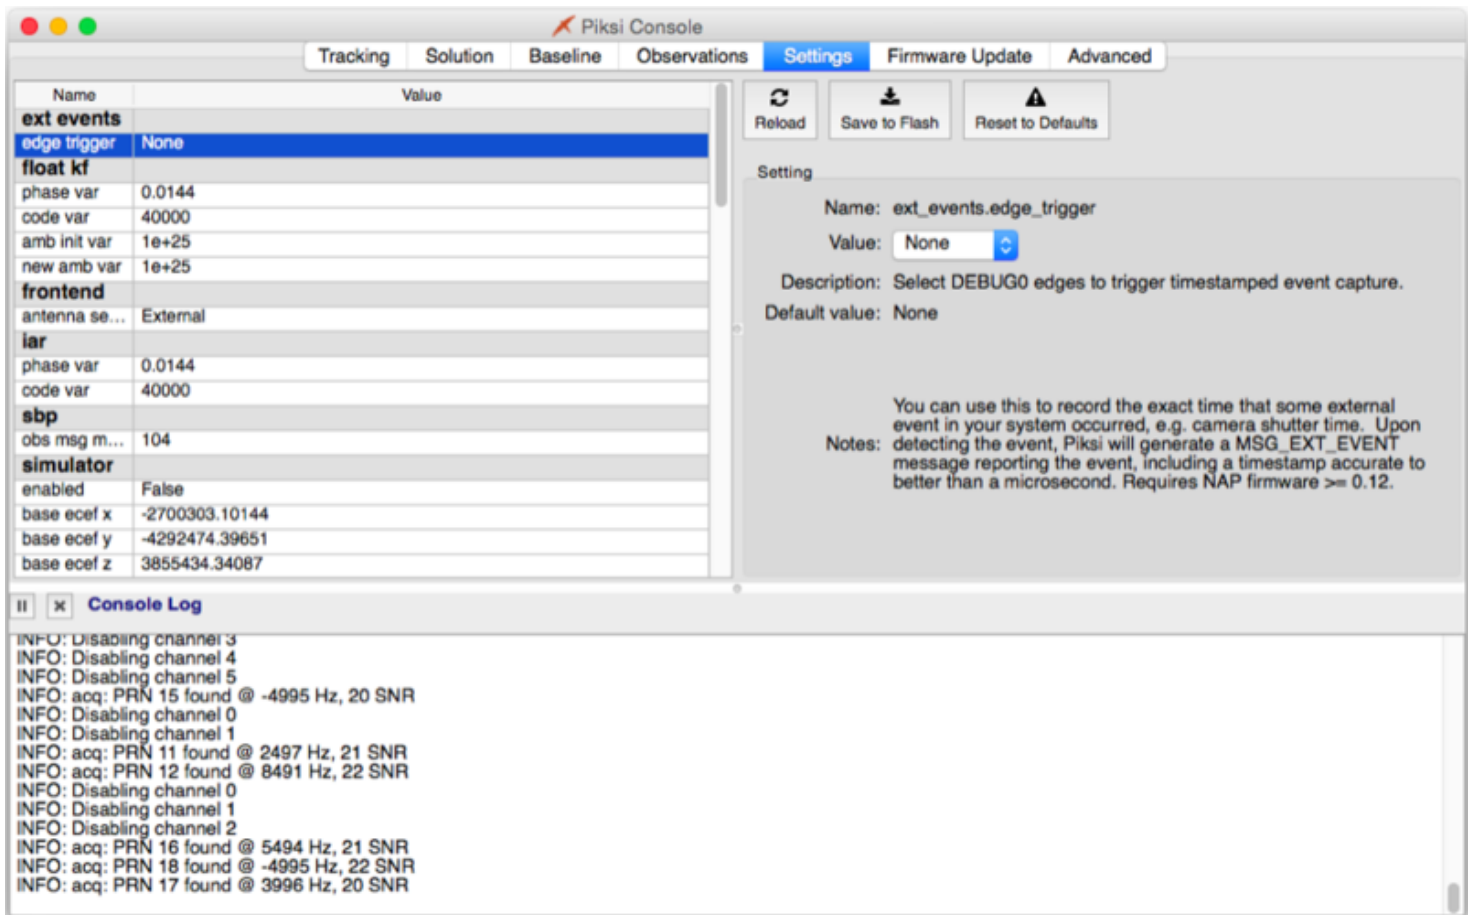 Piksi Console
Tracking Solution Baseline Observations Settings Firmware Update Advanced
Name Value
ext events
edge trigger None
float kf
phase var 0.0144
code var 40000
amb init var 1e+25
new amb var 1e+25
frontend
antenna se... External
iar
phase var 0.0144
code var 40000
sbp
obs msg m... 104
simulator
enabled False
base ecef x -2700303.10144
base ecef y -4292474.39651
base ecef z 3855434.34087
Reload Save to Flash Reset to Defaults
Setting
Name: ext_events.edge_trigger
Value: None
Description: Select DEBUG0 edges to trigger timestamped event capture.
Default value: None
You can use this to record the exact time that some external
event in your system occurred, e.g. camera shutter time. Upon
Notes: detecting the event, Piksi will generate a MSG_EXT_EVENT
message reporting the event, including a timestamp accurate to
better than a microsecond. Requires NAP firmware >= 0.12.
Console Log
INFO: Disabling channel 3
INFO: Disabling channel 4
INFO: Disabling channel 5
INFO: acq: PRN 15 found @ -4995 Hz, 20 SNR
INFO: Disabling channel 0
INFO: Disabling channel 1
INFO: acq: PRN 11 found @ 2497 Hz, 21 SNR
INFO: acq: PRN 12 found @ 8491 Hz, 22 SNR
INFO: Disabling channel 0
INFO: Disabling channel 1
INFO: Disabling channel 2
INFO: acq: PRN 16 found @ 5494 Hz, 21 SNR
INFO: acq: PRN 18 found @ -4995 Hz, 22 SNR
INFO: acq: PRN 17 found @ 3996 Hz, 20 SNR